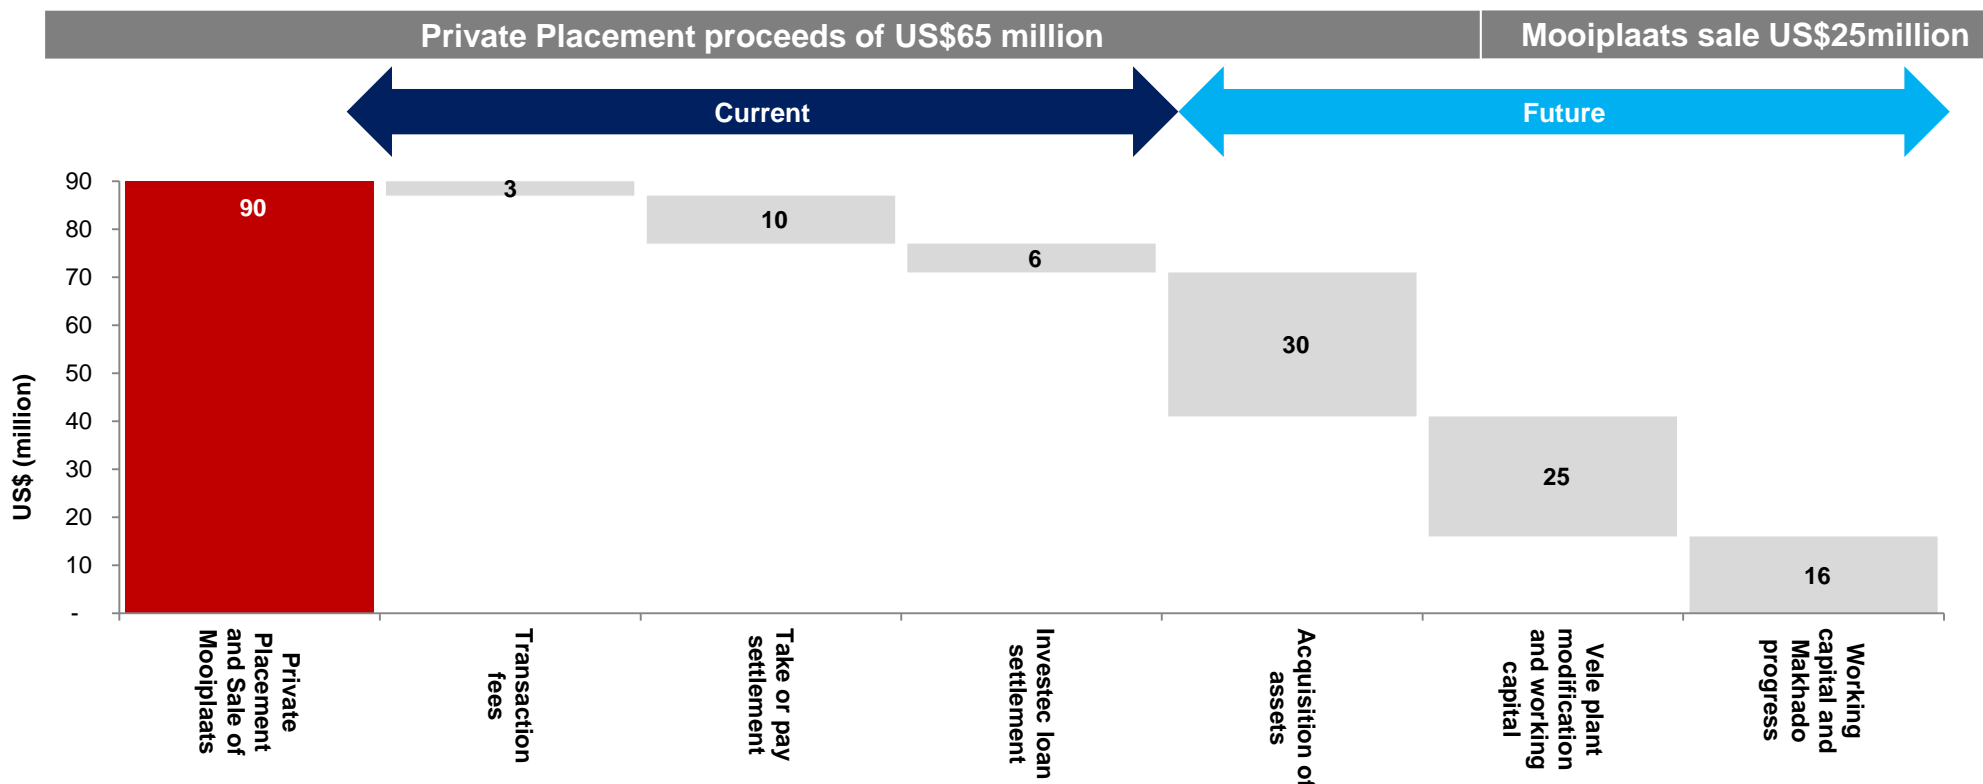 Private Placement proceeds of US$65 million
Mooiplaats sale US$25million
Current
Future
US$ (million)
90
80
70
60
50
40
30
20
10
-
90
3
10
6
30
25
16
Private
Placement
and Sale of
Mooiplaats
Transaction
fees
Take or pay
settlement
Investec loan
settlement
Acquisition of
assets
Vele plant
modification
and working
capital
Working
capital and
Makhado
progress